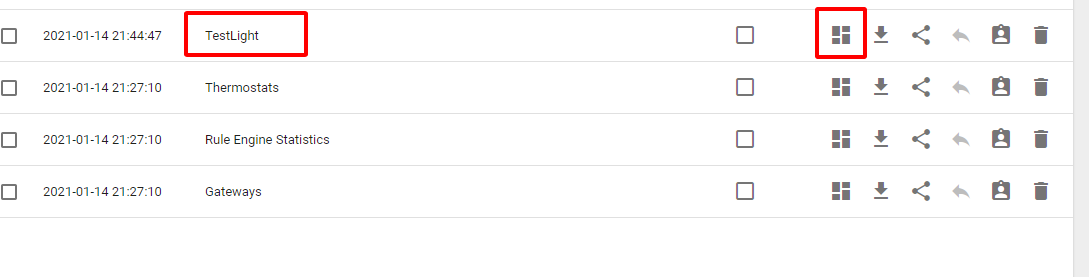 2021-01-14 21:44:47 TestLight
2021-01-14 21:27:10 Thermostats
2021-01-14 21:27:10 Rule Engine Statistics
2021-01-14 21:27:10 Gateways